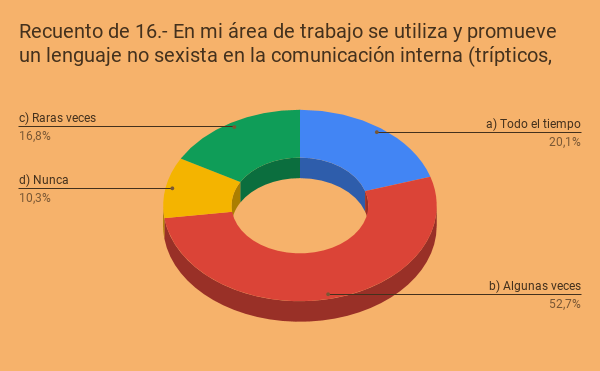 Recuento de 16.- En mi área de trabajo se utiliza y promueve
un lenguaje no sexista en la comunicación interna (trípticos,
c) Raras veces
16,8%
a) Todo el tiempo
20,1%
d) Nunca
10,3%
b) Algunas veces
52,7%